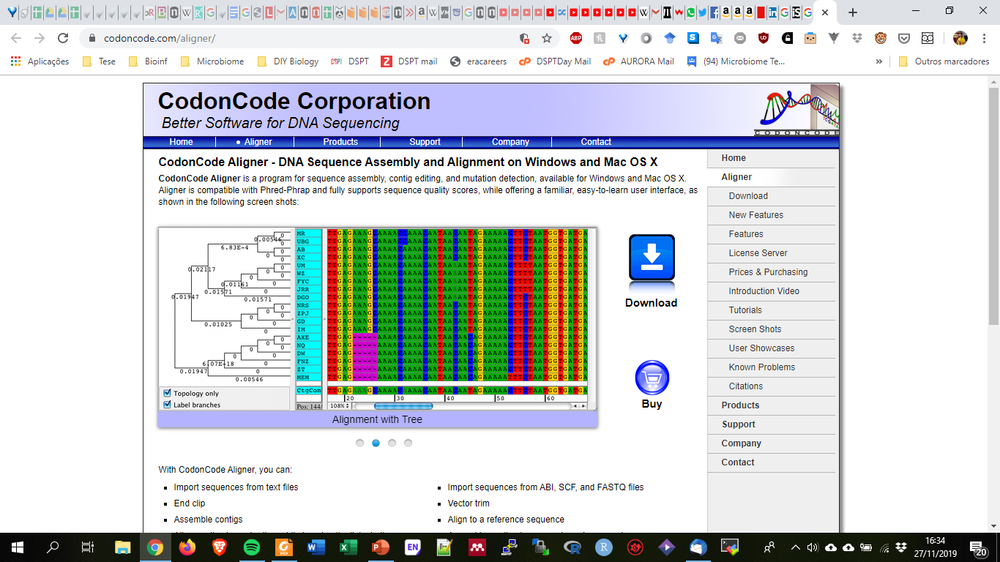 codoncode.com/aligner/
Aplicações Tese Bioinf Microbiome DIY Biology DSPT DSPT mail eracareers DSPTDay Mail AURORA Mail (94) Microbiome Te... » Outros marcadores
CodonCode Corporation
Better Software for DNA Sequencing
CODONCODE
Home Aligner Products Support Company Contact
CodonCode Aligner - DNA Sequence Assembly and Alignment on Windows and Mac OS X
CodonCode Aligner is a program for sequence assembly, contig editing, and mutation detection, available for Windows and Mac OS X.
Aligner is compatible with Phred-Phrap and fully supports sequence quality scores, while offering a familiar, easy-to-learn user interface, as
shown in the following screen shots:
0.00546
6.83E-4
0.02117
0.01161
0.01571
0.01947
0.01571
0.01025
6.07E-18
0.01947
0.00546
MR
UBG
AB
XC
UM
WZ
FYC
JRR
DGO
NRS
ZPJ
GD
IM
AXE
NQ
DW
FNZ
ZT
MEM
CtgCom
20 30 40 50 60
Topology only
Label branches
Pos: 144/
108%
Alignment with Tree
Download
Buy
With CodonCode Aligner, you can:
Import sequences from text files
End clip
Assemble contigs
Import sequences from ABI, SCF, and FASTQ files
Vector trim
Align to a reference sequence
Home
Aligner
Download
New Features
Features
License Server
Prices & Purchasing
Introduction Video
Tutorials
Screen Shots
User Showcases
Known Problems
Citations
Products
Support
Company
Contact
16:34
27/11/2019
20